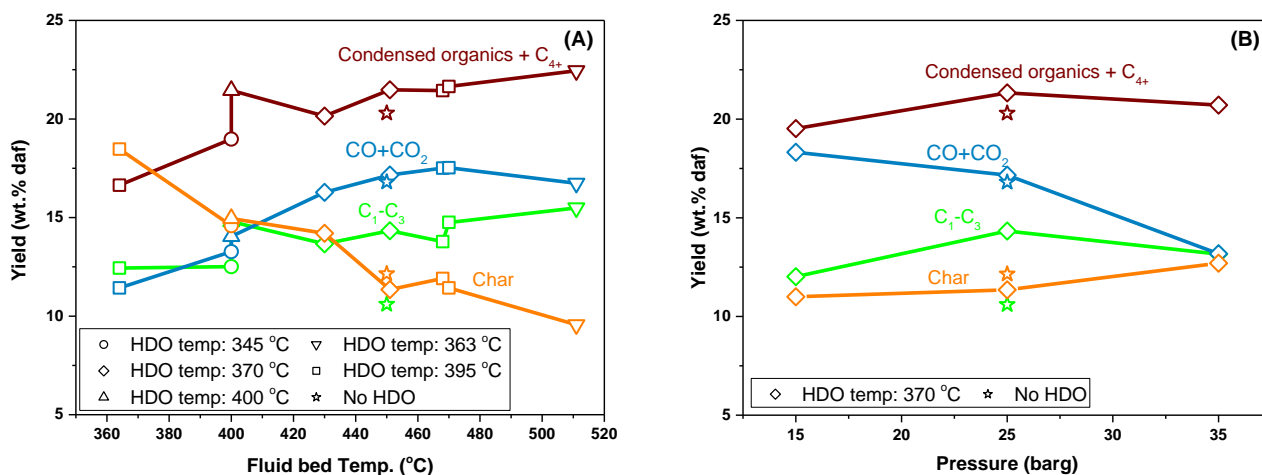 (A)
Condensed organics + C₄₊
CO+CO₂
C₁-C₃
Char
HDO temp: 345 °C
HDO temp: 363 °C
HDO temp: 370 °C
HDO temp: 395 °C
HDO temp: 400 °C
No HDO
Yield (wt.% daf)
25
20
15
10
5
360 380 400 420 440 460 480 500 520
Fluid bed Temp. (°C)
(B)
Condensed organics + C₄₊
CO+CO₂
C₁-C₃
Char
HDO temp: 370 °C
No HDO
Yield (wt.% daf)
25
20
15
10
5
15 20 25 30 35
Pressure (barg)